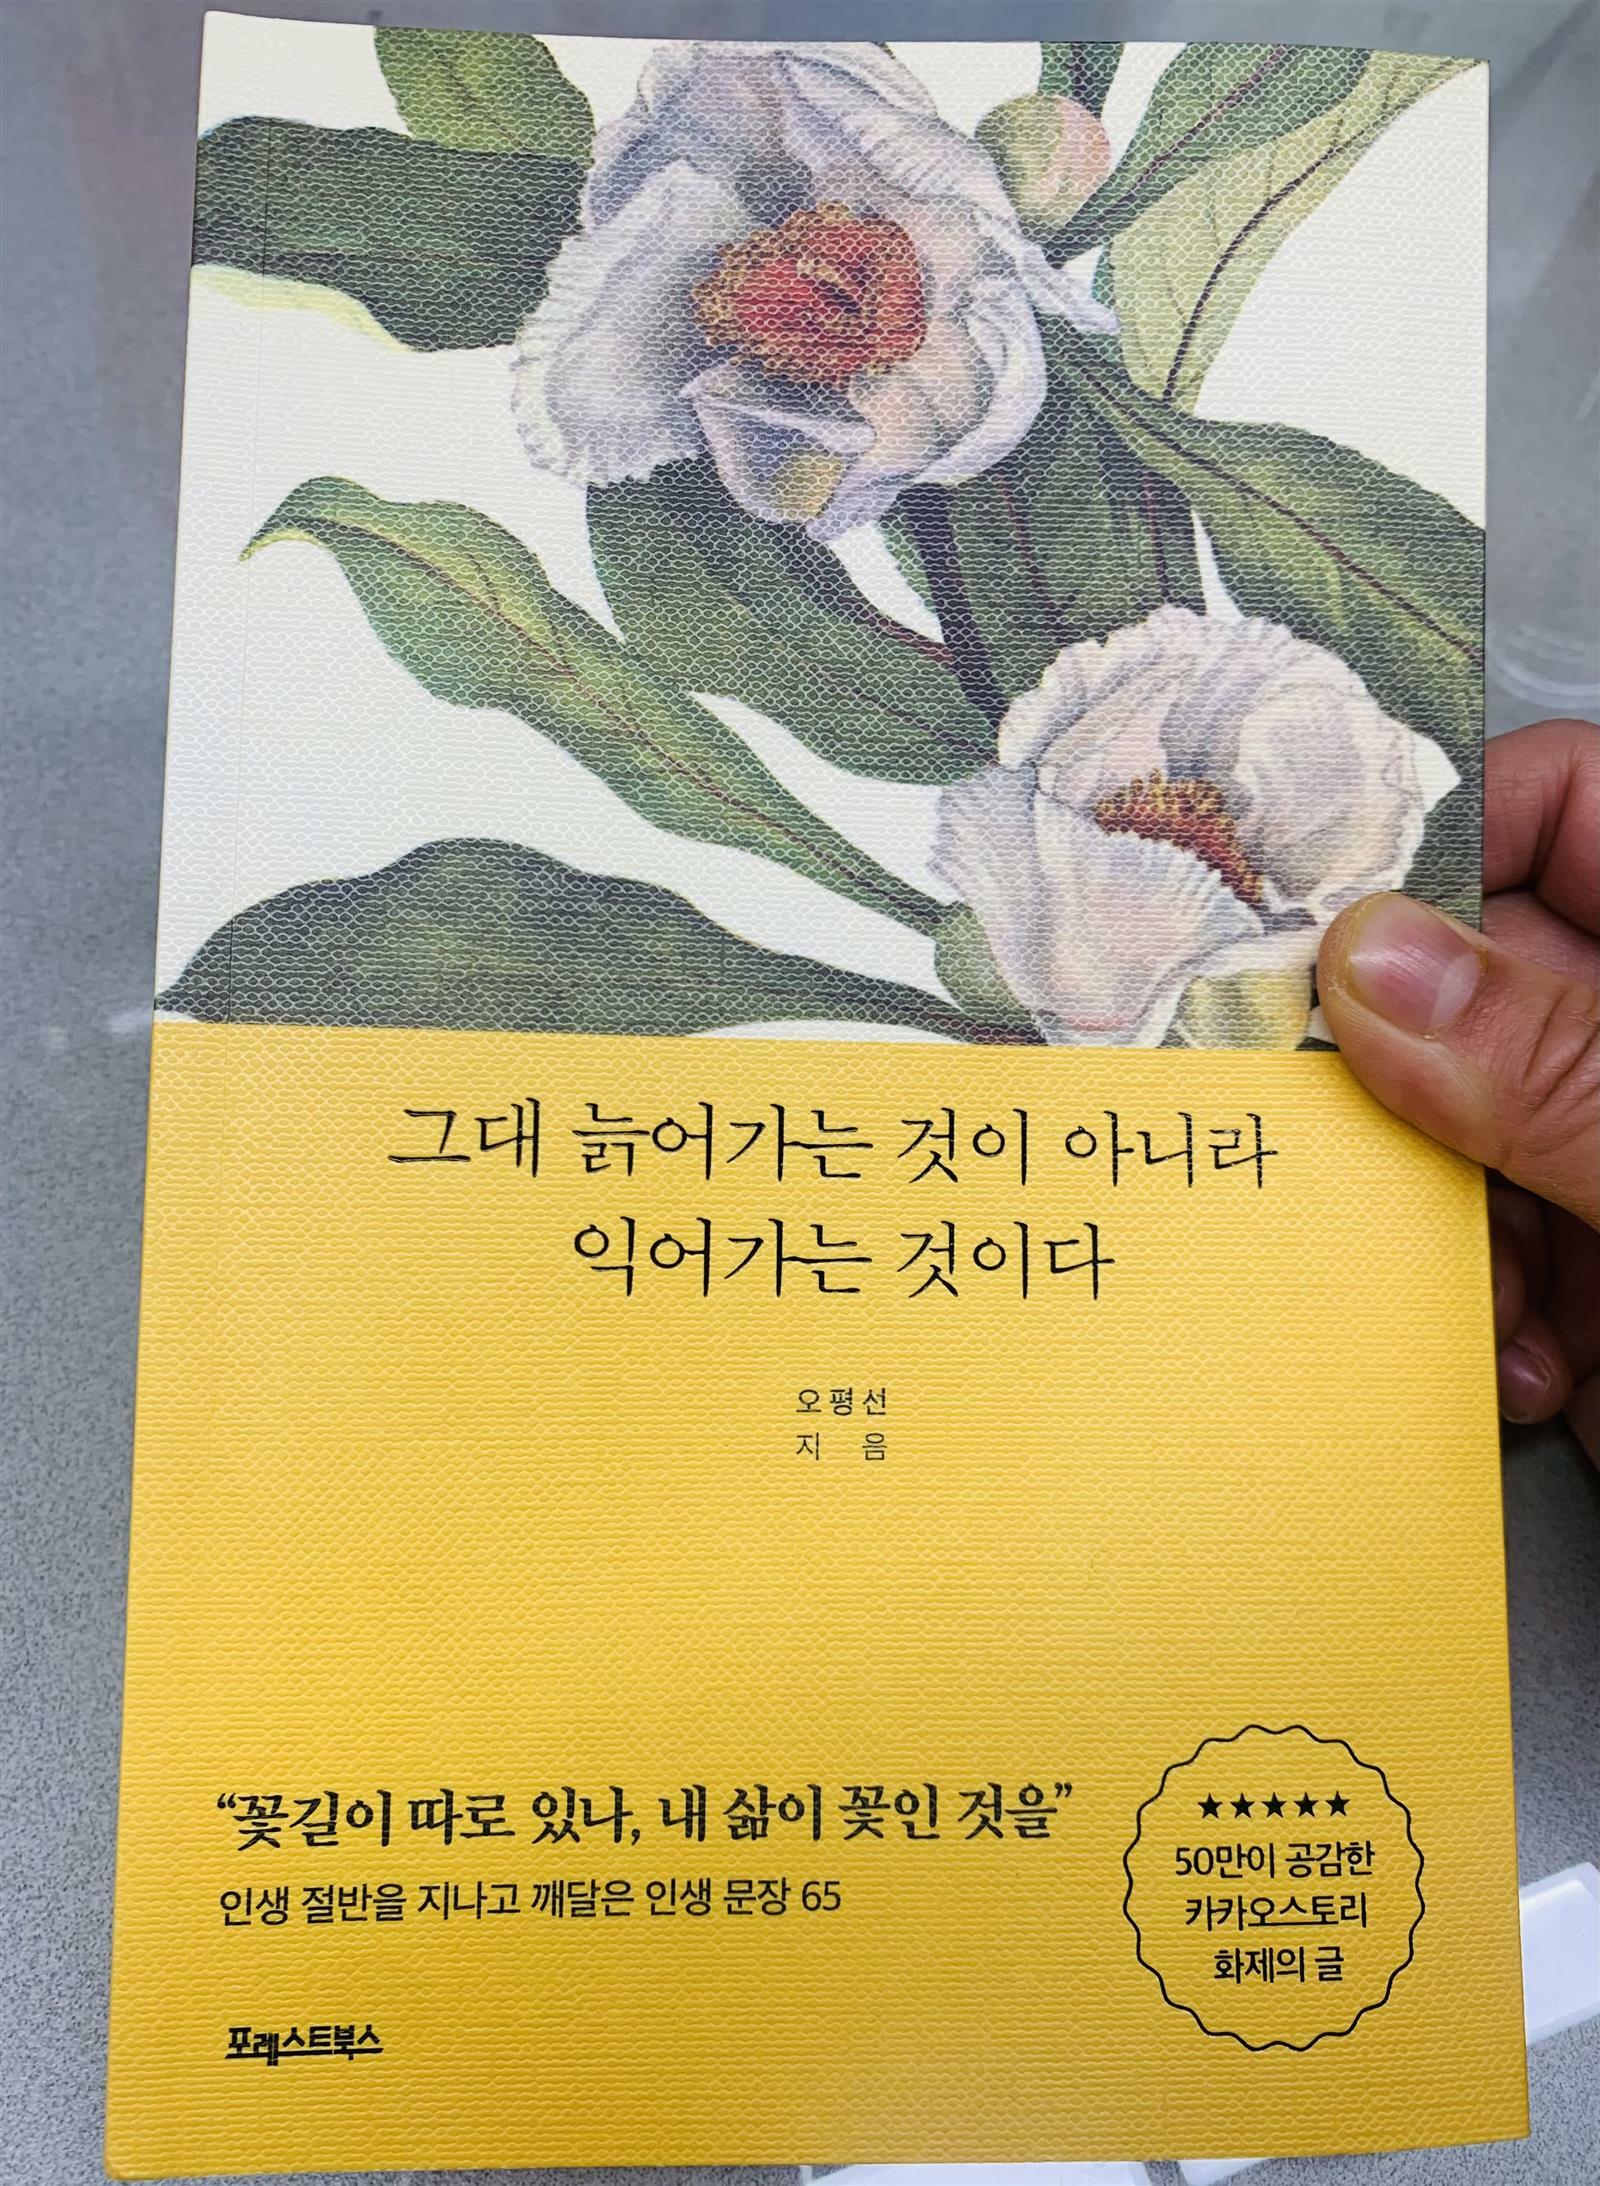 그대 늙어가는 것이 아니라
익어가는 것이다
오평선
지 음
“꽃길이 따로 있나, 내 삶이 꽃인 것을”
인생 절반을 지나고 깨달은 인생 문장 65
★★★★★
50만이 공감한
카카오스토리
화제의 글
포레스트북스